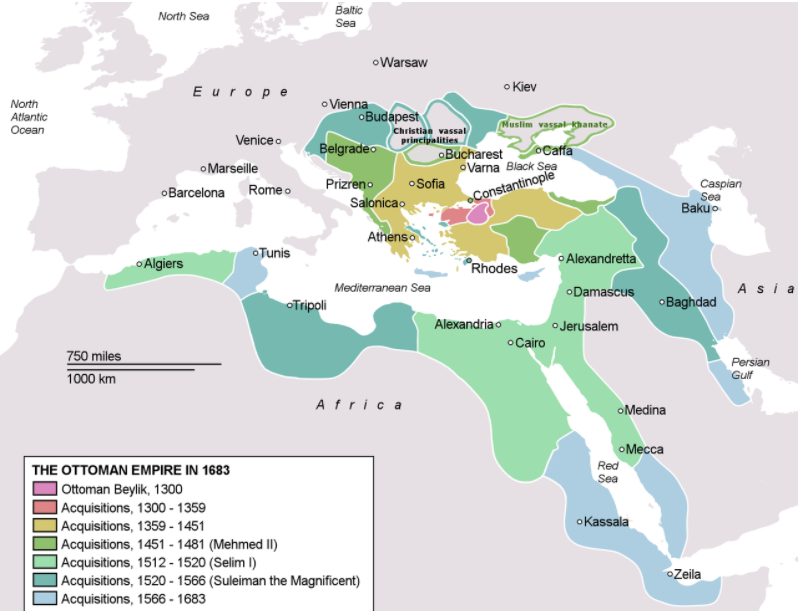 North Sea
Baltic
Sea
Warsaw
Europe
Kiev
North
Atlantic
Ocean
Vienna
Budapest
Christian vassal
principalities
Muslim vassal khanate
Venice
Belgrade
Bucharest
Caffa
Black Sea
Marseille
Varna
Prizren
Sofia
Constantinople
Caspian
Sea
Barcelona
Rome
Salonica
Baku
Athens
Tunis
Algiers
Rhodes
Alexandretta
Mediterranean Sea
Damascus
Asia
Tripoli
Baghdad
Alexandria
Jerusalem
Cairo
750 miles
1000 km
Persian
Gulf
Africa
Medina
Mecca
Red
Sea
Kassala
Zeila
THE OTTOMAN EMPIRE IN 1683
Ottoman Beylik, 1300
Acquisitions, 1300 - 1359
Acquisitions, 1359 - 1451
Acquisitions, 1451 - 1481 (Mehmed II)
Acquisitions, 1512 - 1520 (Selim I)
Acquisitions, 1520 - 1566 (Suleiman the Magnificent)
Acquisitions, 1566 - 1683